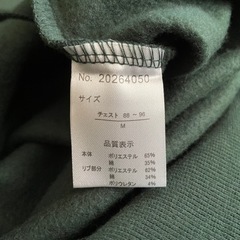 No. 20264050
サイズ
チェスト 88 - 96
M
品質表示
本体 ポリエステル 65%
綿 35%
リブ部分 ポリエステル 62%
綿 34%
ポリウレタン 4%